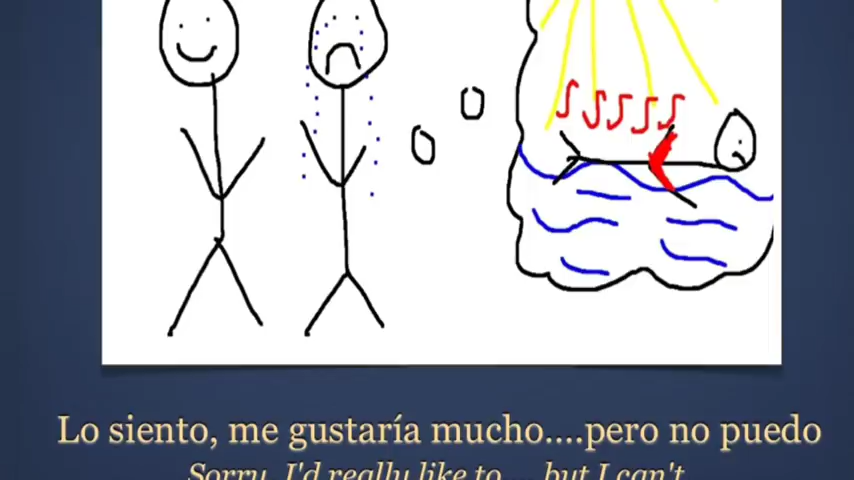 Lo siento, me gustaría mucho....pero no puedo
Sorry, I'd really like to.... but I can't